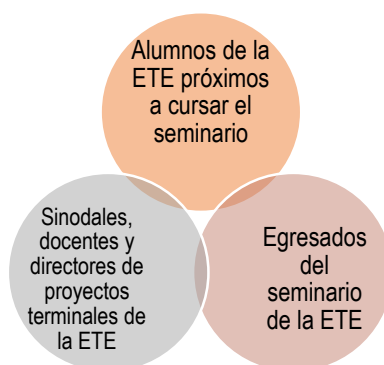 Alumnos de la
ETE próximos
a cursar el
seminario
Sinodales,
docentes y
directores de
proyectos
terminales de
la ETE
Egresados
del
seminario
de la ETE